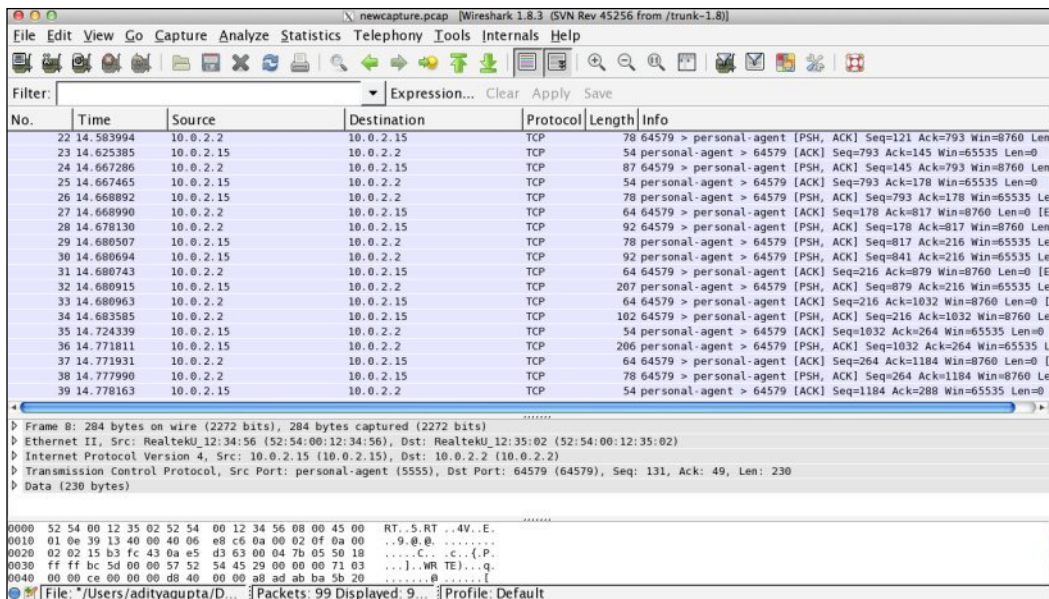 newcapture.pcap [Wireshark 1.8.3 (SVN Rev 45256 from /trunk-1.8)]
File Edit View Go Capture Analyze Statistics Telephony Tools Internals Help
Filter: Expression... Clear Apply Save
No. Time Source Destination Protocol Length Info
22 14.583994 10.0.2.2 10.0.2.15 TCP 78 64579 > personal-agent [PSH, ACK] Seq=121 Ack=793 Win=8760 Len
23 14.625385 10.0.2.15 10.0.2.2 TCP 54 personal-agent > 64579 [ACK] Seq=793 Ack=145 Win=65535 Len=0
24 14.667286 10.0.2.2 10.0.2.15 TCP 87 64579 > personal-agent [PSH, ACK] Seq=145 Ack=793 Win=8760 Len
25 14.667465 10.0.2.15 10.0.2.2 TCP 54 personal-agent > 64579 [ACK] Seq=793 Ack=178 Win=65535 Len=0
26 14.668892 10.0.2.15 10.0.2.2 TCP 78 personal-agent > 64579 [PSH, ACK] Seq=793 Ack=178 Win=65535 Le
27 14.668990 10.0.2.2 10.0.2.15 TCP 64 64579 > personal-agent [ACK] Seq=178 Ack=817 Win=8760 Len=0 [E
28 14.678130 10.0.2.2 10.0.2.15 TCP 92 64579 > personal-agent [PSH, ACK] Seq=178 Ack=817 Win=8760 Len
29 14.680507 10.0.2.15 10.0.2.2 TCP 78 personal-agent > 64579 [PSH, ACK] Seq=817 Ack=216 Win=65535 Le
30 14.680694 10.0.2.15 10.0.2.2 TCP 92 personal-agent > 64579 [PSH, ACK] Seq=841 Ack=216 Win=65535 Le
31 14.680743 10.0.2.2 10.0.2.15 TCP 64 64579 > personal-agent [ACK] Seq=216 Ack=879 Win=8760 Len=0 [E
32 14.680915 10.0.2.15 10.0.2.2 TCP 207 personal-agent > 64579 [PSH, ACK] Seq=879 Ack=216 Win=65535 Le
33 14.680963 10.0.2.2 10.0.2.15 TCP 64 64579 > personal-agent [ACK] Seq=216 Ack=1032 Win=8760 Len=0 [
34 14.683585 10.0.2.2 10.0.2.15 TCP 102 64579 > personal-agent [PSH, ACK] Seq=216 Ack=1032 Win=8760 Le
35 14.724339 10.0.2.15 10.0.2.2 TCP 54 personal-agent > 64579 [ACK] Seq=1032 Ack=264 Win=65535 Len=0
36 14.771811 10.0.2.15 10.0.2.2 TCP 206 personal-agent > 64579 [PSH, ACK] Seq=1032 Ack=264 Win=65535 L
37 14.771931 10.0.2.2 10.0.2.15 TCP 64 64579 > personal-agent [ACK] Seq=264 Ack=1184 Win=8760 Len=0 [
38 14.777990 10.0.2.2 10.0.2.15 TCP 78 64579 > personal-agent [PSH, ACK] Seq=264 Ack=1184 Win=8760 Le
39 14.778163 10.0.2.15 10.0.2.2 TCP 54 personal-agent > 64579 [ACK] Seq=1184 Ack=288 Win=65535 Len=0
Frame 8: 284 bytes on wire (2272 bits), 284 bytes captured (2272 bits)
Ethernet II, Src: RealtekU_12:34:56 (52:54:00:12:34:56), Dst: RealtekU_12:35:02 (52:54:00:12:35:02)
Internet Protocol Version 4, Src: 10.0.2.15 (10.0.2.15), Dst: 10.0.2.2 (10.0.2.2)
Transmission Control Protocol, Src Port: personal-agent (5555), Dst Port: 64579 (64579), Seq: 131, Ack: 49, Len: 230
Data (230 bytes)
0000 52 54 00 12 35 02 52 54 00 12 34 56 08 00 45 00 RT..5.RT ..4V..E.
0010 01 0e 39 13 40 00 40 06 e8 c6 0a 00 02 0f 0a 00 ..9.@.@. ........
0020 02 02 15 b3 fc 43 0a e5 d3 63 00 04 7b 05 50 18 .....C.. .c..{.P.
0030 ff ff bc 5d 00 00 57 52 54 45 29 00 00 00 71 03 ...]..WR TE)...q.
0040 00 00 ce 00 00 00 d8 40 00 00 a8 ad ab ba 5b 20 .......@ ......[
File: "/Users/adityagupta/D... Packets: 99 Displayed: 9... Profile: Default